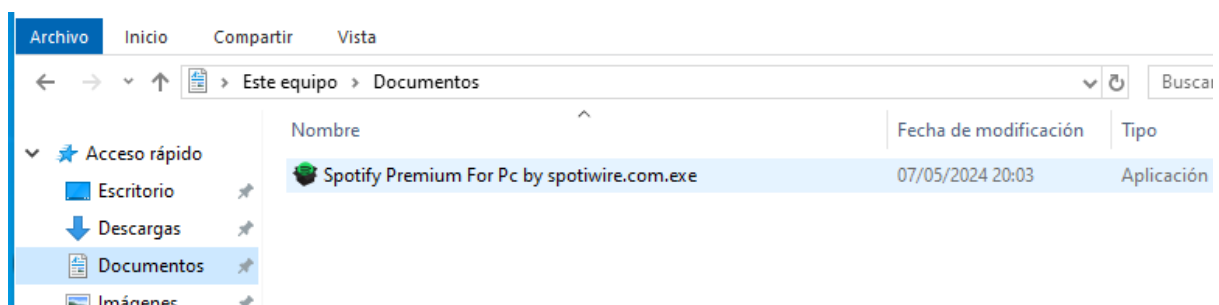 Archivo Inicio Compartir Vista
Este equipo > Documentos
Nombre Fecha de modificación Tipo
Acceso rápido
Spotify Premium For Pc by spotiwire.com.exe 07/05/2024 20:03 Aplicación
Escritorio
Descargas
Documentos
Imágenes